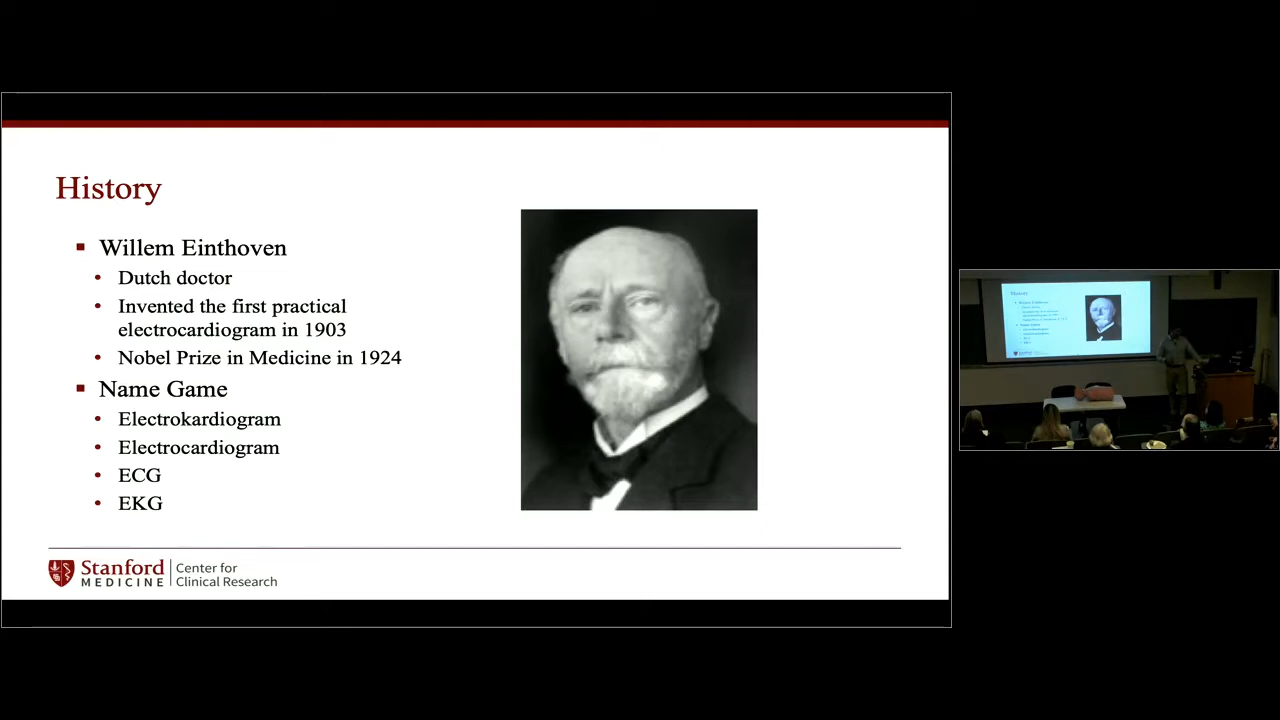 History
Willem Einthoven
Dutch doctor
Invented the first practical
electrocardiogram in 1903
Nobel Prize in Medicine in 1924
Name Game
Electrokardiogram
Electrocardiogram
ECG
EKG
Stanford
MEDICINE
Center for
Clinical Research
History